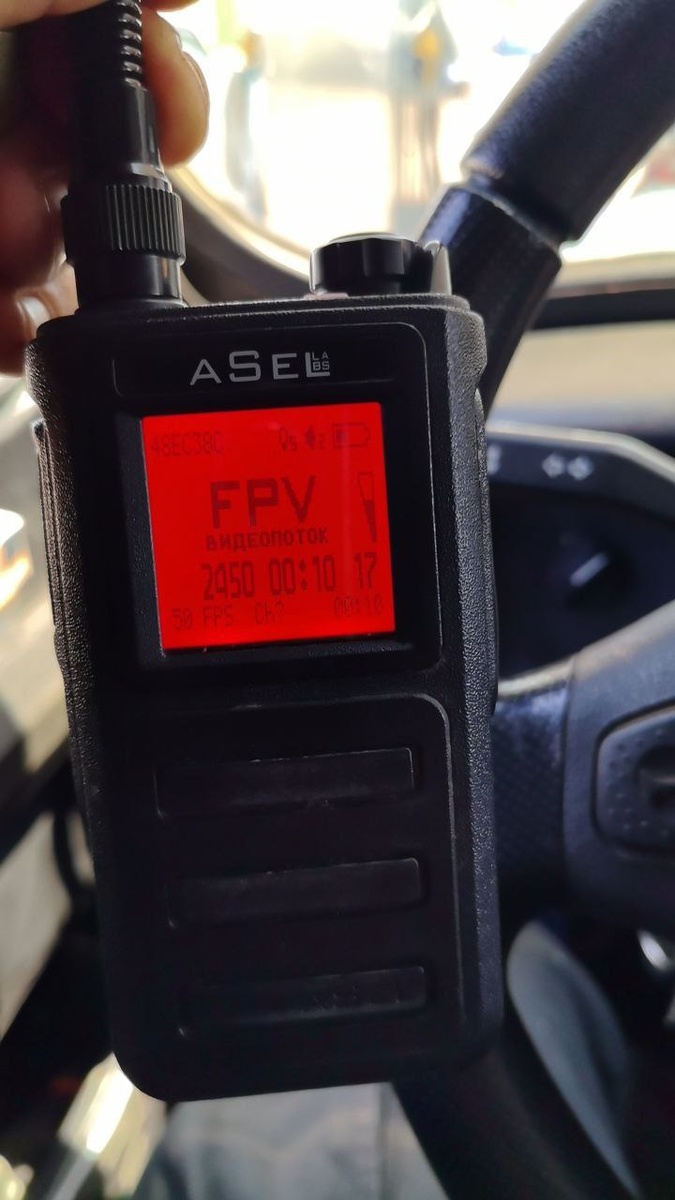 ASEL LABS
48EC38C
FPV
ВИДЕОПОТОК
2450 00:10 17
50 FPS Ch? 00:10